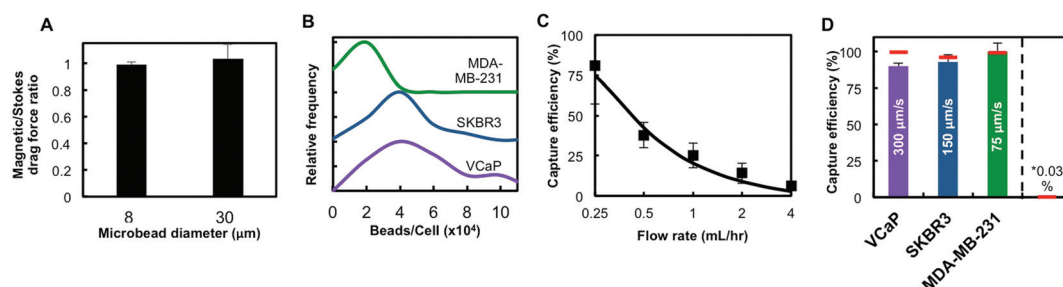 A
Magnetic/Stokes
drag force ratio
1
0.8
0.6
0.4
0.2
0
8
30
Microbead diameter (µm)
B
Relative frequency
MDA-
MB-231
SKBR3
VCaP
0 2 4 6 8 10
Beads/Cell (x10⁴)
C
Capture efficiency (%)
100
75
50
25
0
0.25 0.5 1 2 4
Flow rate (mL/hr)
D
Capture efficiency (%)
100
75
50
25
0
300 µm/s
150 µm/s
75 µm/s
*0.03
%
VCaP
SKBR3
MDA-MB-231